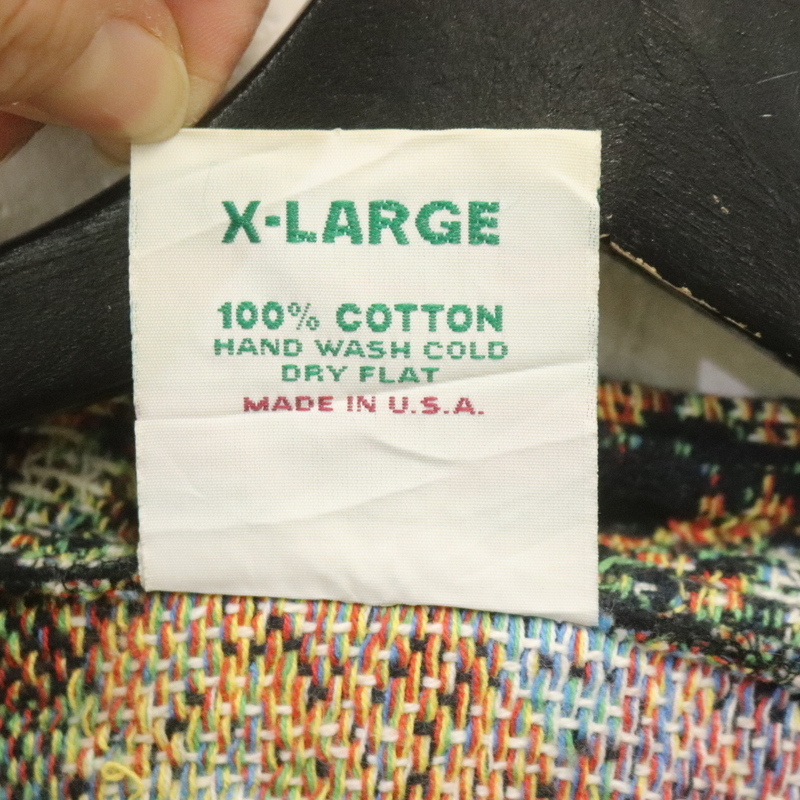 X-LARGE
100% COTTON
HAND WASH COLD
DRY FLAT
MADE IN U.S.A.